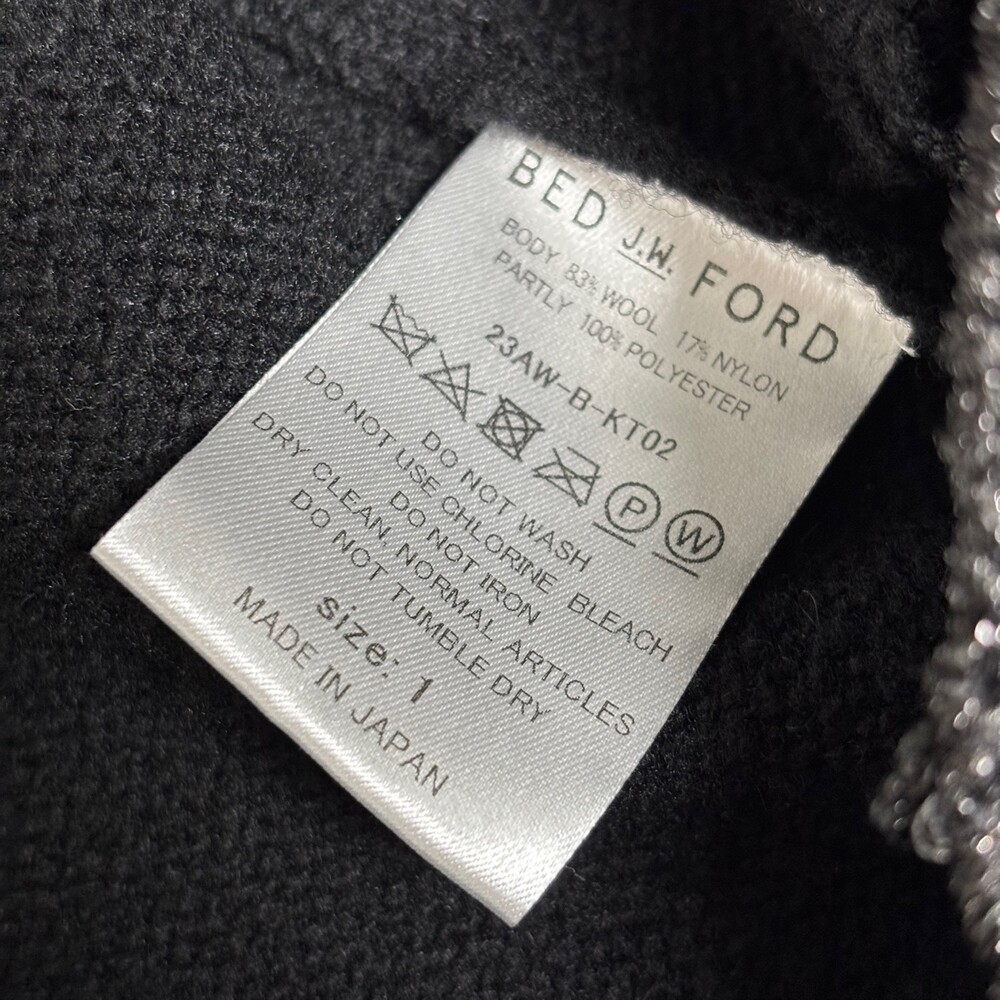 BED J.W. FORD
BODY 83% WOOL 17% NYLON
PARTLY 100% POLYESTER
23AW-B-KT02
P W
DO NOT WASH
DO NOT USE CHLORINE BLEACH
DO NOT IRON
DRY CLEAN, NORMAL ARTICLES
DO NOT TUMBLE DRY
size: 1
MADE IN JAPAN